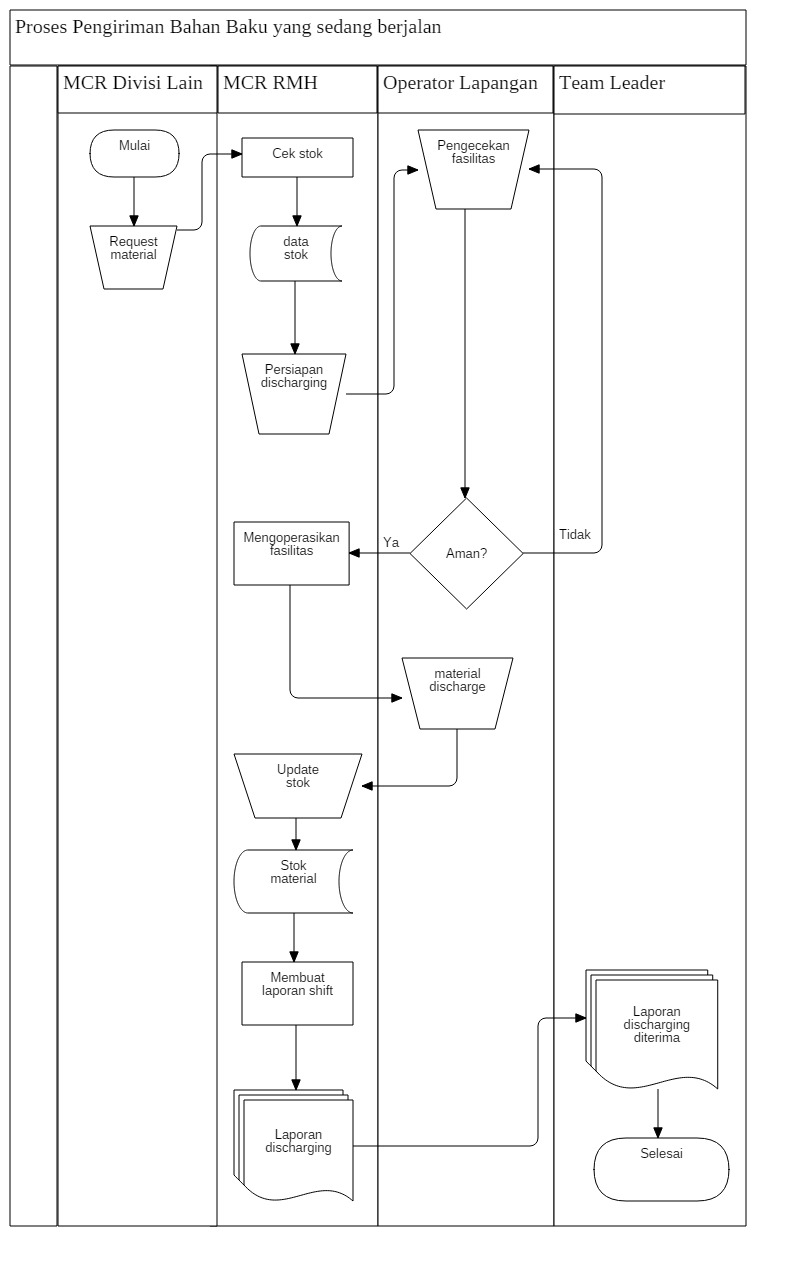 Proses Pengiriman Bahan Baku yang sedang berjalan
MCR Divisi Lain
MCR RMH
Operator Lapangan
Team Leader
Mulai
Request
material
Cek stok
data
stok
Persiapan
discharging
Pengecekan
fasilitas
Aman?
Ya
Tidak
Mengoperasikan
fasilitas
material
discharge
Update
stok
Stok
material
Membuat
laporan shift
Laporan
discharging
Laporan
discharging
diterima
Selesai